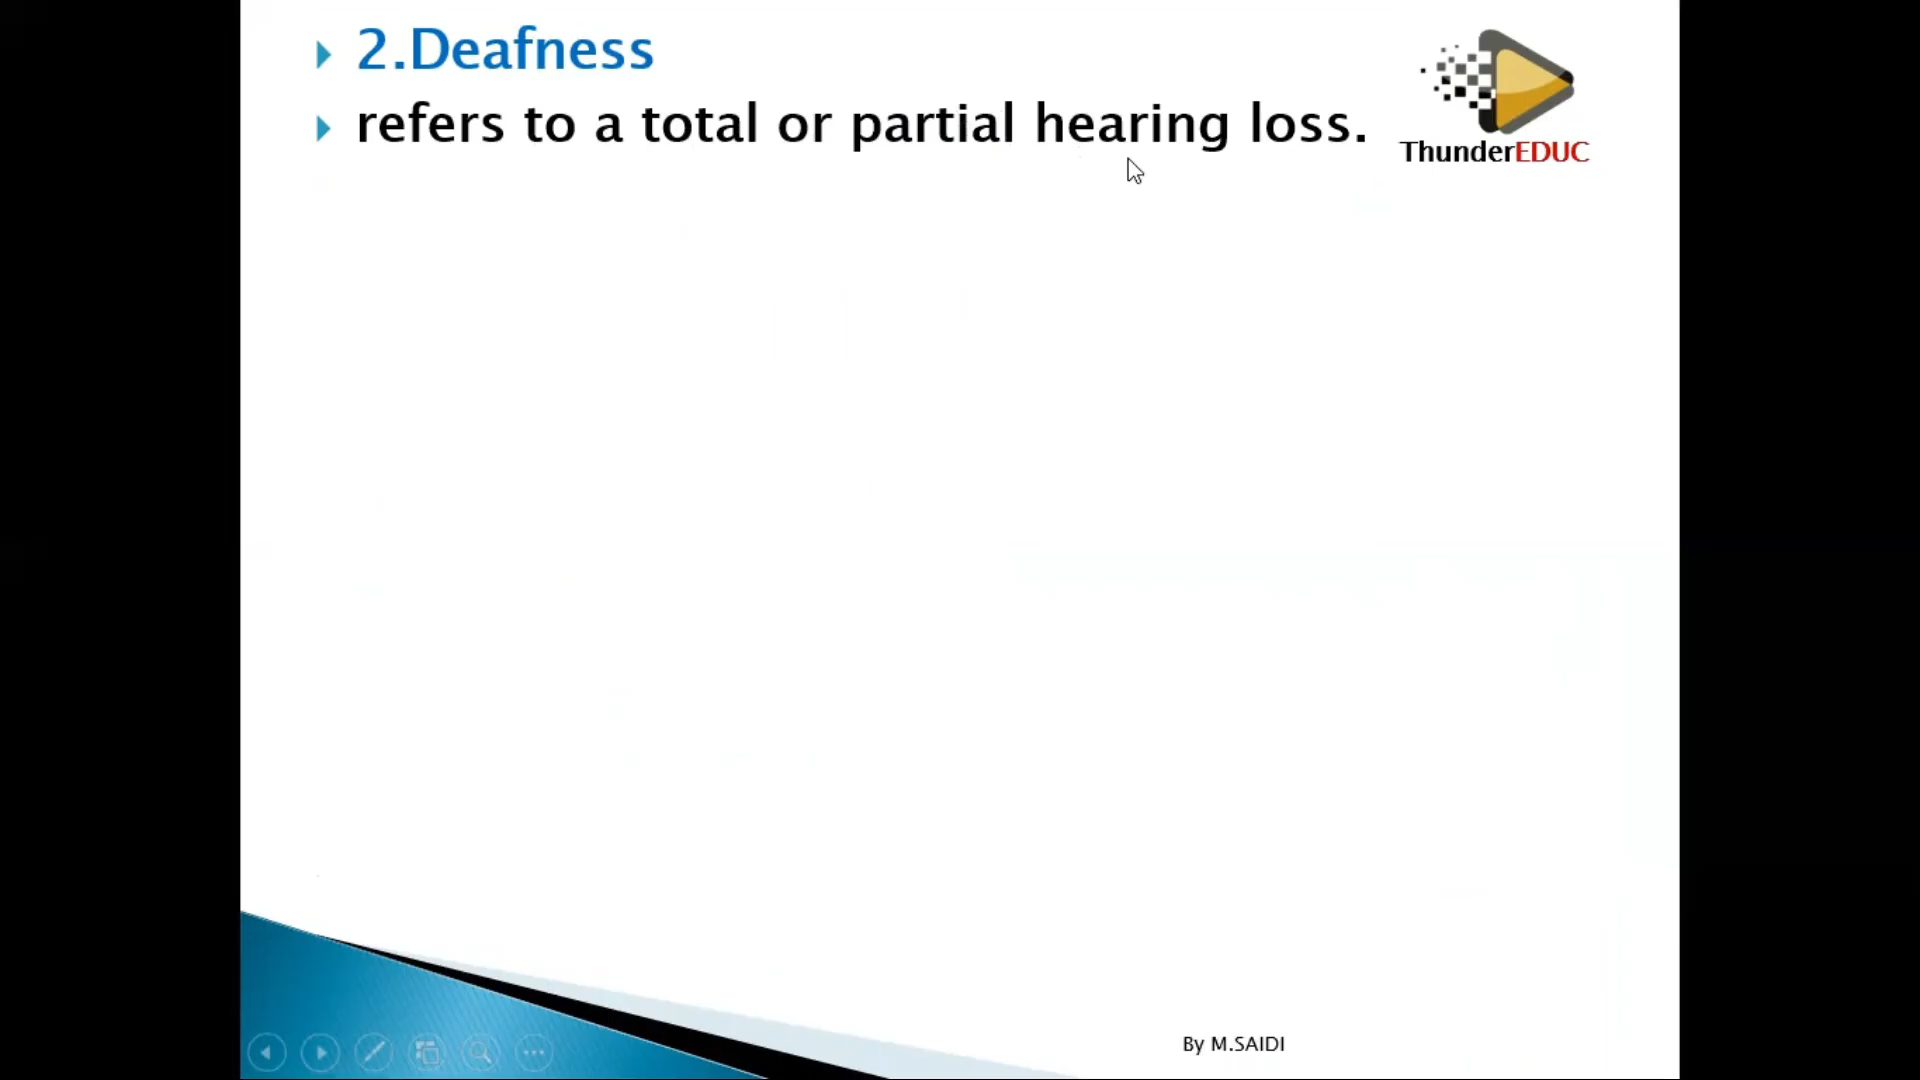 2.Deafness
refers to a total or partial hearing loss.
ThunderEDUC
By M.SAIDI